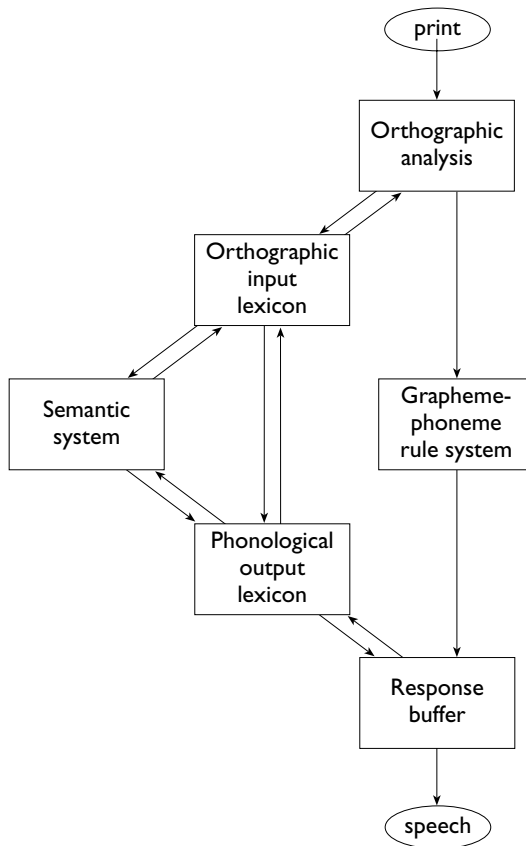 print
Orthographic
analysis
Orthographic
input
lexicon
Semantic
system
Grapheme-
phoneme
rule system
Phonological
output
lexicon
Response
buffer
speech